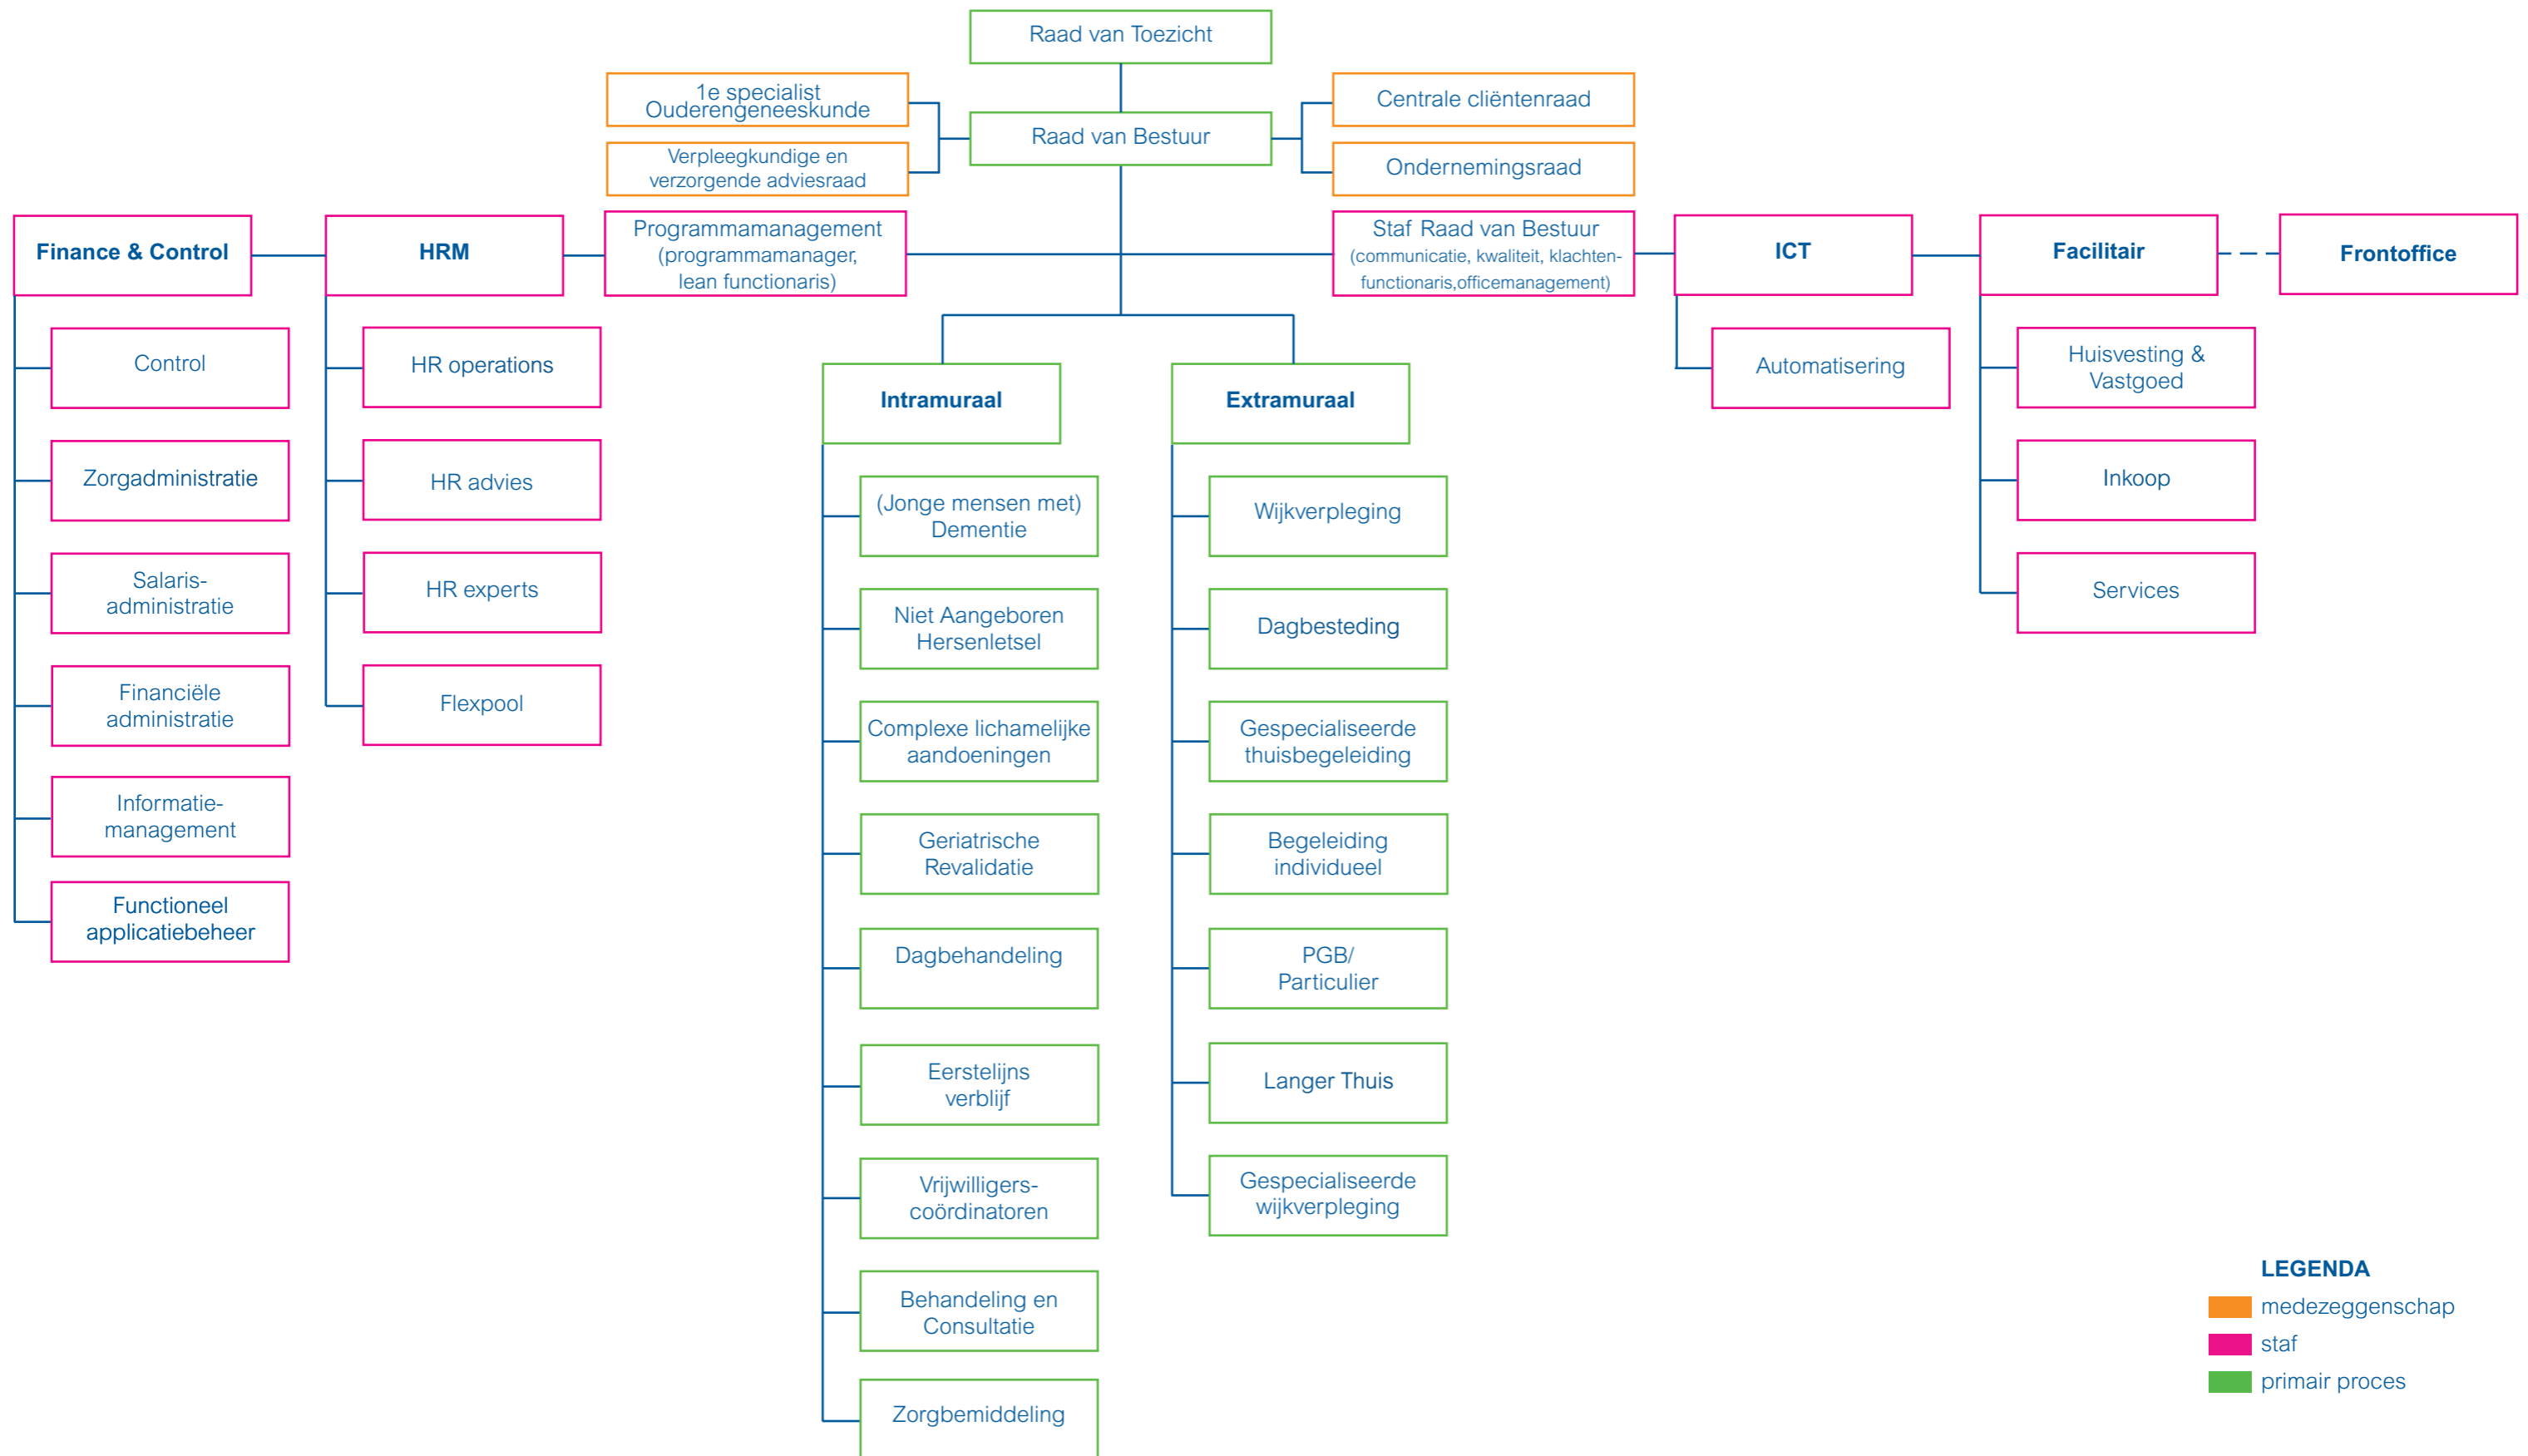 Raad van Toezicht
1e specialist
Ouderengeneeskunde
Centrale cliëntenraad
Raad van Bestuur
Verpleegkundige en
verzorgende adviesraad
Ondernemingsraad
Finance & Control
HRM
Programmamanagement
(programmamanager,
lean functionaris)
Staf Raad van Bestuur
(communicatie, kwaliteit, klachten-
functionaris,officemanagement)
ICT
Facilitair
Frontoffice
Control
Zorgadministratie
Salaris-
administratie
Financiële
administratie
Informatie-
management
Functioneel
applicatiebeheer
HR operations
HR advies
HR experts
Flexpool
Intramuraal
(Jonge mensen met)
Dementie
Niet Aangeboren
Hersenletsel
Complexe lichamelijke
aandoeningen
Geriatrische
Revalidatie
Dagbehandeling
Eerstelijns
verblijf
Vrijwilligers-
coördinatoren
Behandeling en
Consultatie
Zorgbemiddeling
Extramuraal
Wijkverpleging
Dagbesteding
Gespecialiseerde
thuisbegeleiding
Begeleiding
individueel
PGB/
Particulier
Langer Thuis
Gespecialiseerde
wijkverpleging
Automatisering
Huisvesting &
Vastgoed
Inkoop
Services
LEGENDA
medezeggenschap
staf
primair proces